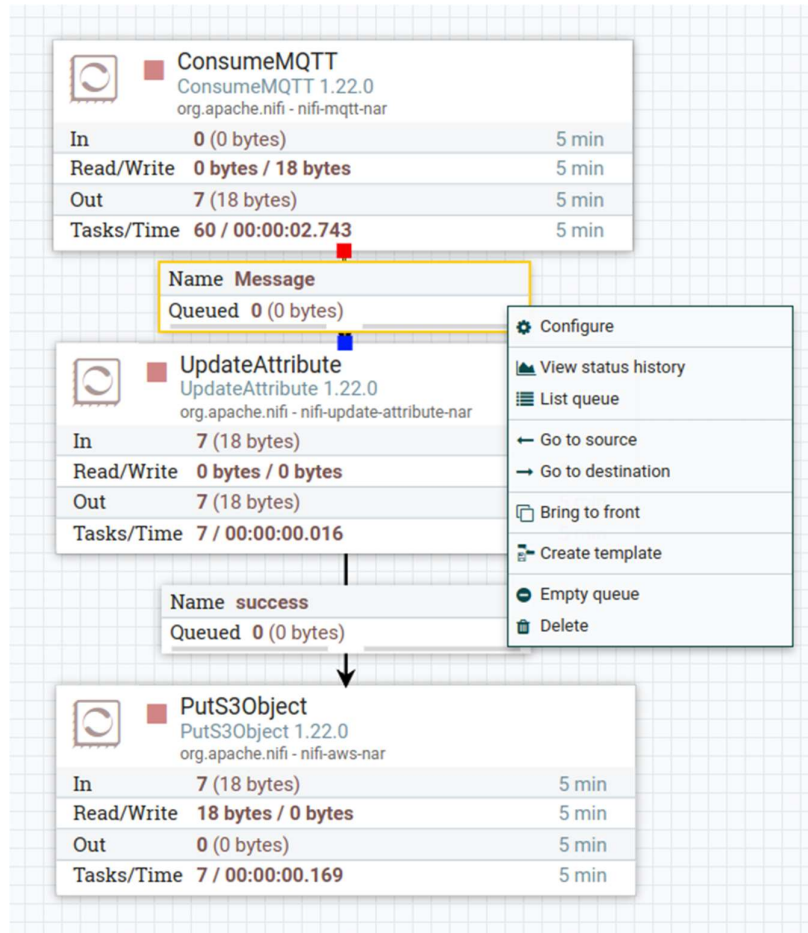 ConsumeMQTT
ConsumeMQTT 1.22.0
org.apache.nifi - nifi-mqtt-nar
In 0 (0 bytes) 5 min
Read/Write 0 bytes / 18 bytes 5 min
Out 7 (18 bytes) 5 min
Tasks/Time 60 / 00:00:02.743 5 min
Name Message
Queued 0 (0 bytes)
Configure
View status history
List queue
Go to source
Go to destination
Bring to front
Create template
Empty queue
Delete
UpdateAttribute
UpdateAttribute 1.22.0
org.apache.nifi - nifi-update-attribute-nar
In 7 (18 bytes)
Read/Write 0 bytes / 0 bytes
Out 7 (18 bytes)
Tasks/Time 7 / 00:00:00.016
Name success
Queued 0 (0 bytes)
PutS3Object
PutS3Object 1.22.0
org.apache.nifi - nifi-aws-nar
In 7 (18 bytes) 5 min
Read/Write 18 bytes / 0 bytes 5 min
Out 0 (0 bytes) 5 min
Tasks/Time 7 / 00:00:00.169 5 min